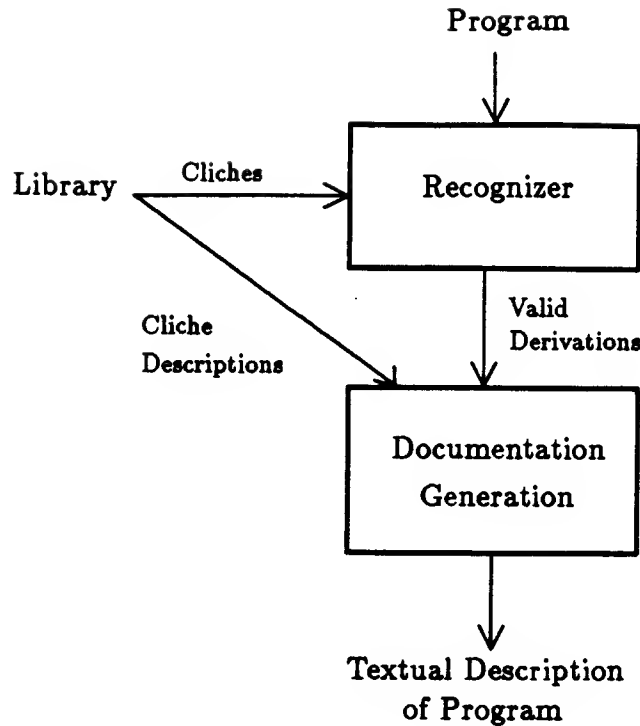 Program
Cliches
Library
Recognizer
Valid
Derivations
Cliche
Descriptions
Documentation
Generation
Textual Description
of Program